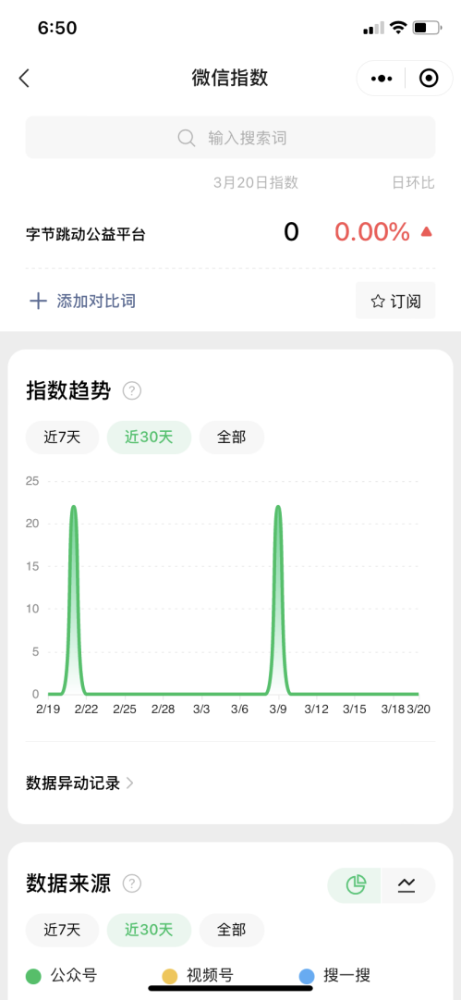 6:50
微信指数
输入搜索词
3月20日指数 日环比
字节跳动公益平台 0 0.00%
添加对比词 订阅
指数趋势 ?
近7天 近30天 全部
25
20
15
10
5
0
2/19 2/22 2/25 2/28 3/3 3/6 3/9 3/12 3/15 3/18 3/20
数据异动记录
数据来源 ?
近7天 近30天 全部
公众号 视频号 搜一搜